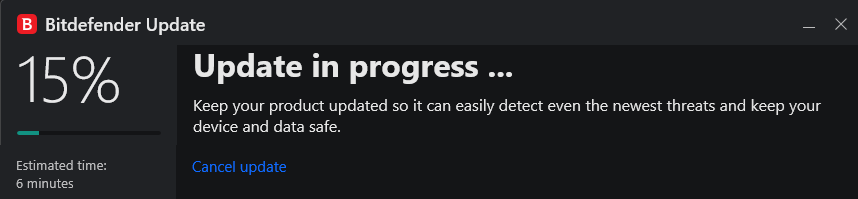 B Bitdefender Update
15%
Update in progress ...
Keep your product updated so it can easily detect even the newest threats and keep your
device and data safe.
Estimated time:
6 minutes
Cancel update